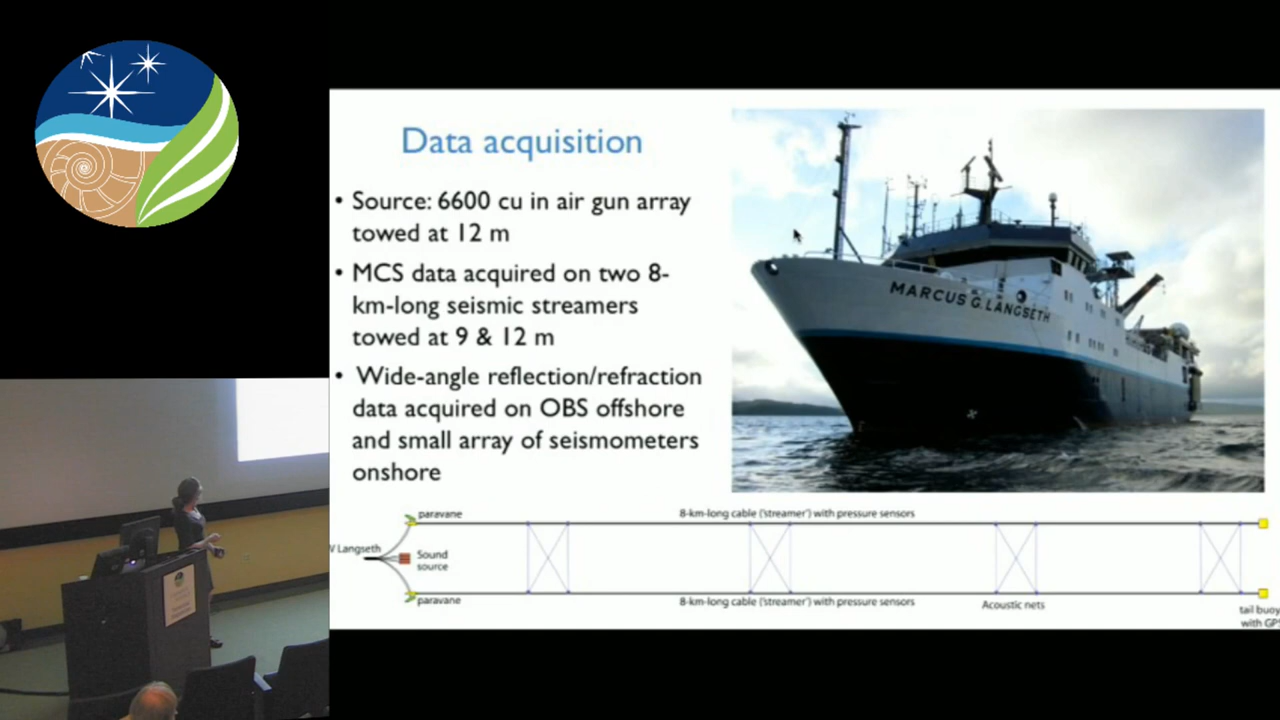 Data acquisition
• Source: 6600 cu in air gun array
towed at 12 m
• MCS data acquired on two 8-
km-long seismic streamers
towed at 9 & 12 m
• Wide-angle reflection/refraction
data acquired on OBS offshore
and small array of seismometers
onshore
MARCUS G. LANGSETH
paravane
8-km-long cable ('streamer') with pressure sensors
Langseth
Sound
source
paravane
8-km-long cable ('streamer') with pressure sensors
Acoustic nets
tail buoy
with GPS